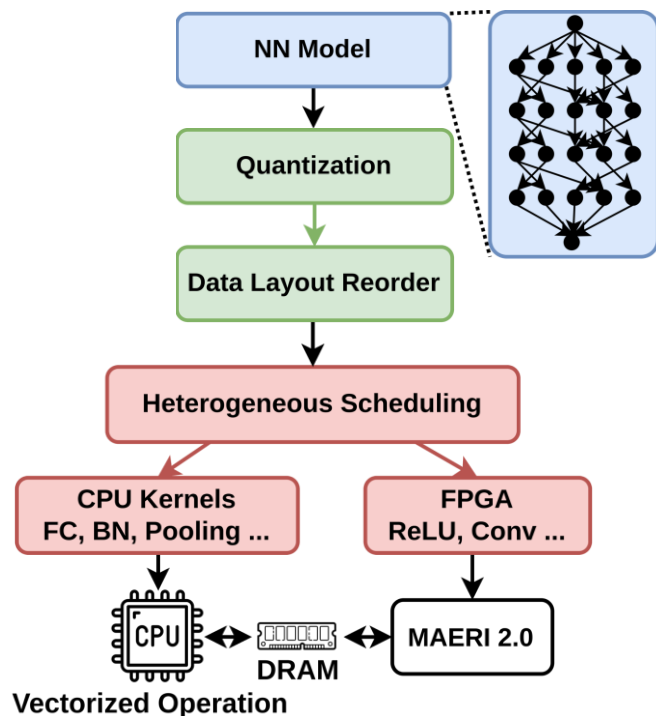 NN Model
Quantization
Data Layout Reorder
Heterogeneous Scheduling
CPU Kernels
FC, BN, Pooling ...
FPGA
ReLU, Conv ...
CPU
DRAM
MAERI 2.0
Vectorized Operation